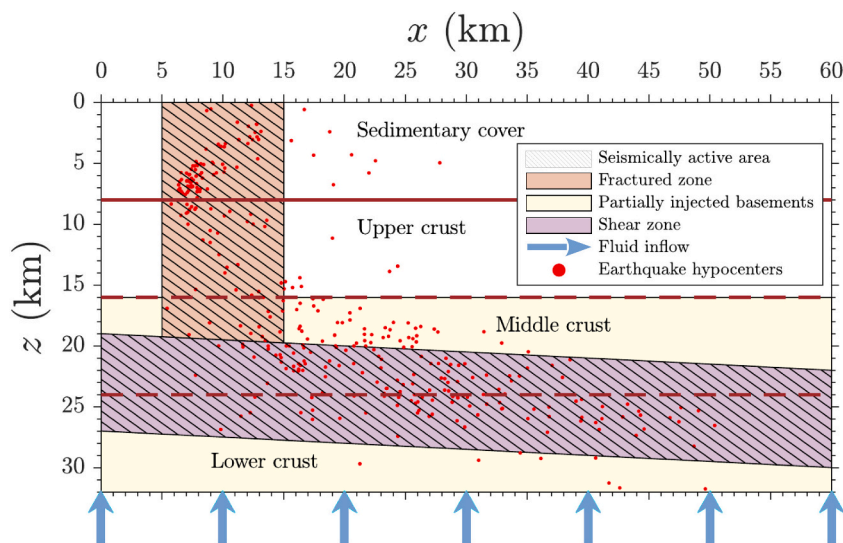 x (km)
0 5 10 15 20 25 30 35 40 45 50 55 60
z (km)
0
5
10
15
20
25
30
Sedimentary cover
Upper crust
Middle crust
Lower crust
Seismically active area
Fractured zone
Partially injected basements
Shear zone
Fluid inflow
Earthquake hypocenters